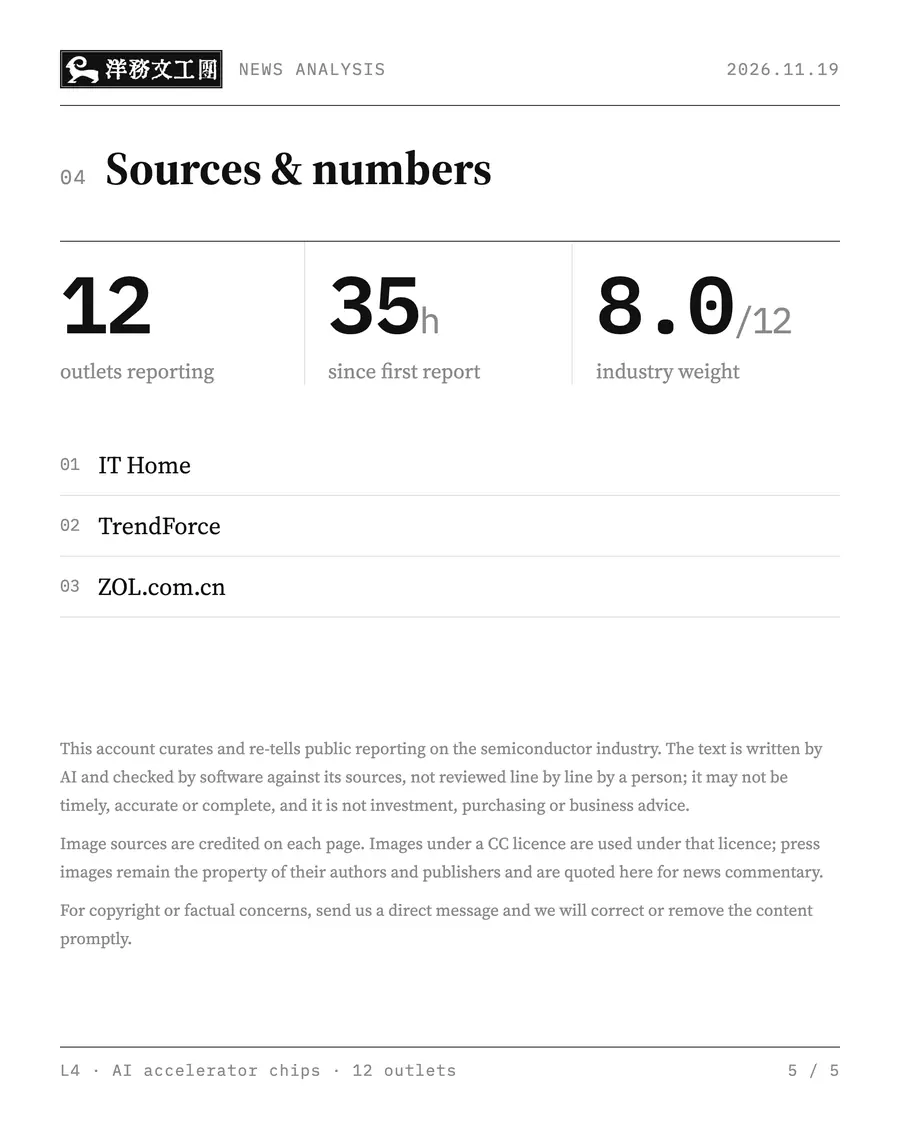 洋務文工團 NEWS ANALYSIS 2026.11.19
04 Sources & numbers
12 35h 8.0/12
outlets reporting since first report industry weight
01 IT Home
02 TrendForce
03 ZOL.com.cn
This account curates and re-tells public reporting on the semiconductor industry. The text is written by
AI and checked by software against its sources, not reviewed line by line by a person; it may not be
timely, accurate or complete, and it is not investment, purchasing or business advice.
Image sources are credited on each page. Images under a CC licence are used under that licence; press
images remain the property of their authors and publishers and are quoted here for news commentary.
For copyright or factual concerns, send us a direct message and we will correct or remove the content
promptly.
L4 · AI accelerator chips · 12 outlets 5 / 5